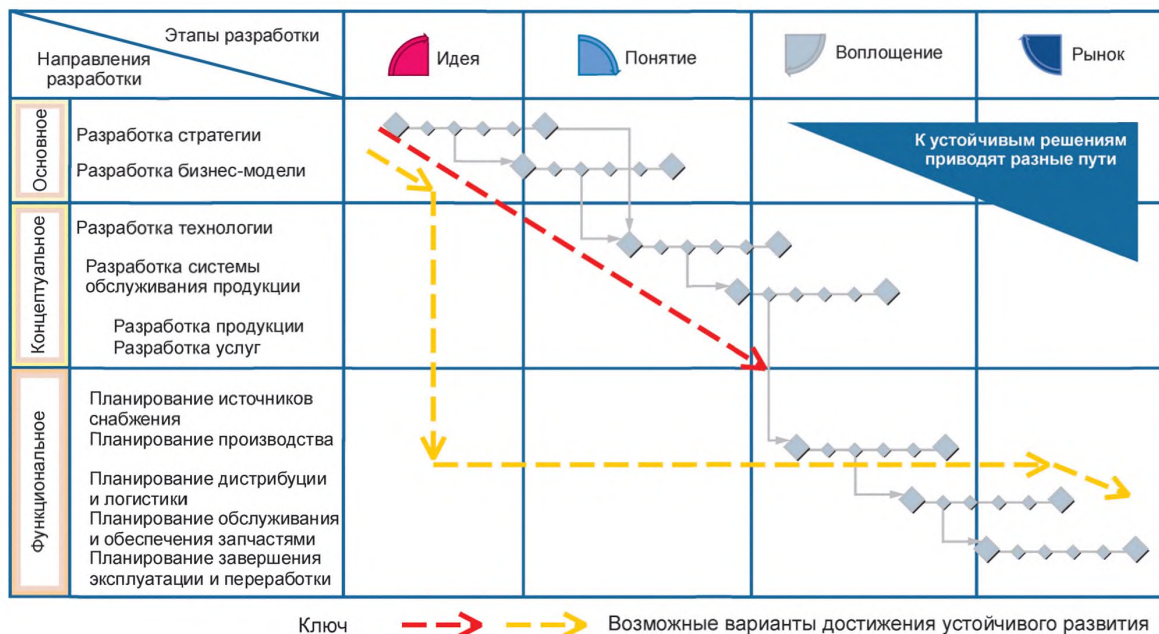 Этапы разработки
Направления
разработки
Идея
Понятие
Воплощение
Рынок
Основное
Разработка стратегии
Разработка бизнес-модели
К устойчивым решениям
приводят разные пути
Концептуальное
Разработка технологии
Разработка системы
обслуживания продукции
Разработка продукции
Разработка услуг
Функциональное
Планирование источников
снабжения
Планирование производства
Планирование дистрибуции
и логистики
Планирование обслуживания
и обеспечения запчастями
Планирование завершения
эксплуатации и переработки
Ключ
Возможные варианты достижения устойчивого развития